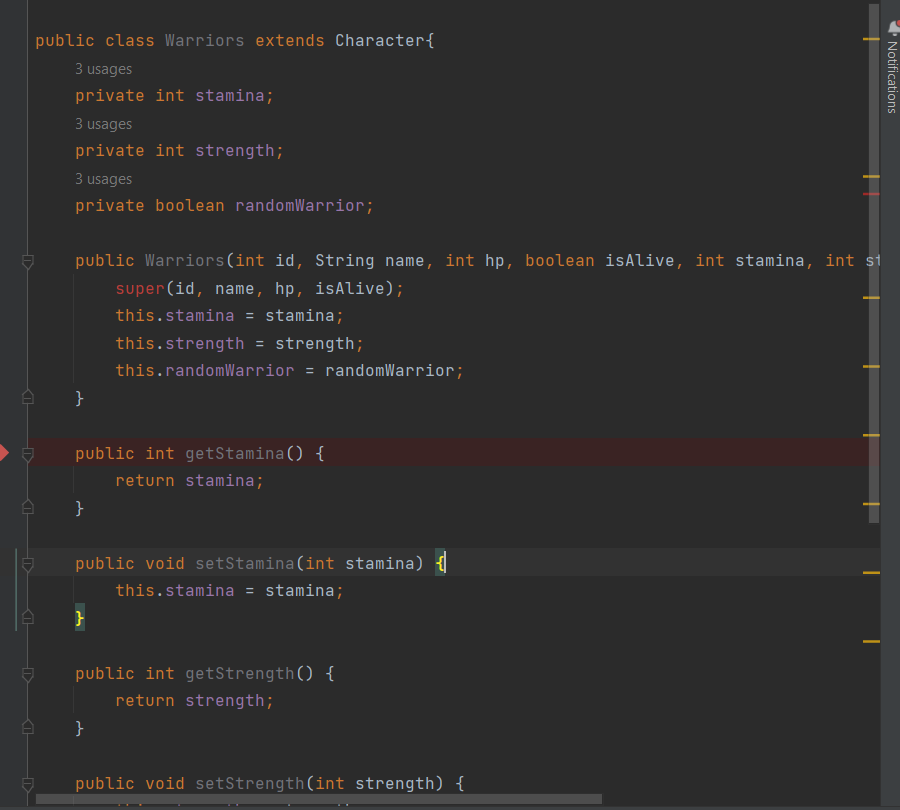 public class Warriors extends Character{
3 usages
private int stamina;
3 usages
private int strength;
3 usages
private boolean randomWarrior;
public Warriors(int id, String name, int hp, boolean isAlive, int stamina, int
super(id, name, hp, isAlive);
this.stamina = stamina;
this.strength = strength;
this.randomWarrior = randomWarrior;
}
public int getStamina() {
return stamina;
}
public void setStamina(int stamina) {
this.stamina = stamina;
}
public int getStrength() {
return strength;
}
public void setStrength(int strength) {
Notifications